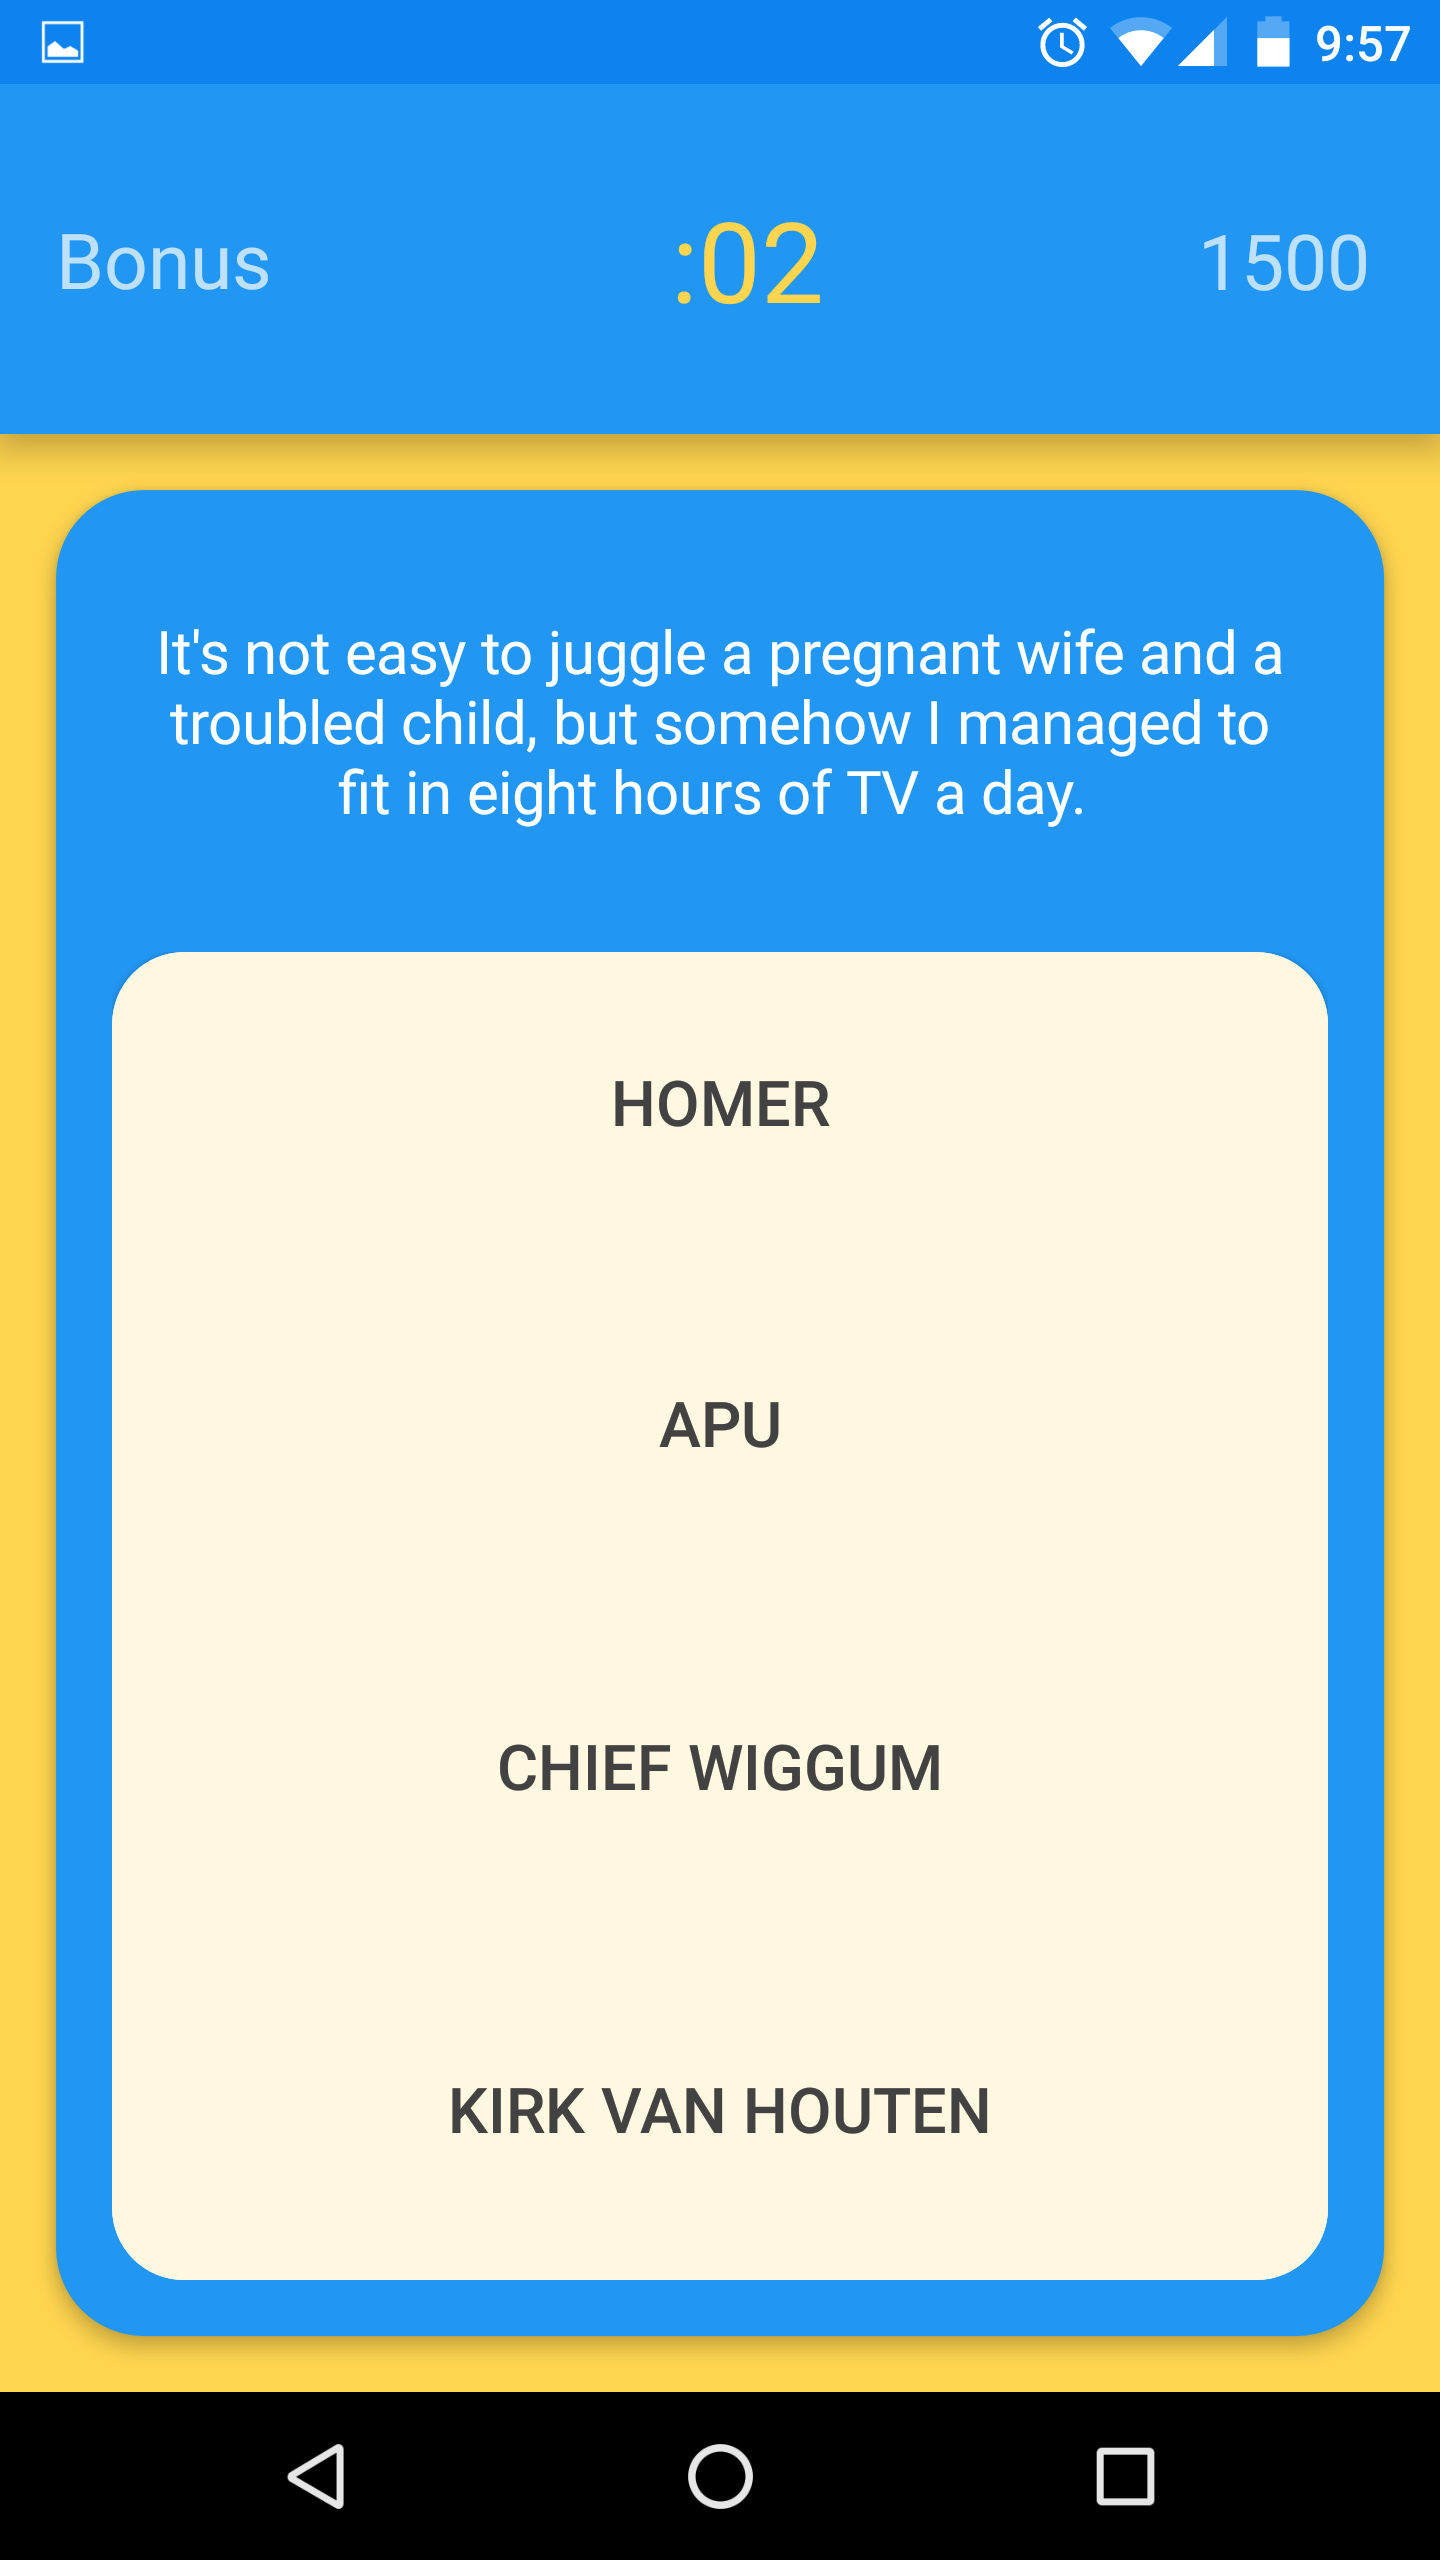 9:57
Bonus
:02
1500
It's not easy to juggle a pregnant wife and a
troubled child, but somehow I managed to
fit in eight hours of TV a day.
HOMER
APU
CHIEF WIGGUM
KIRK VAN HOUTEN